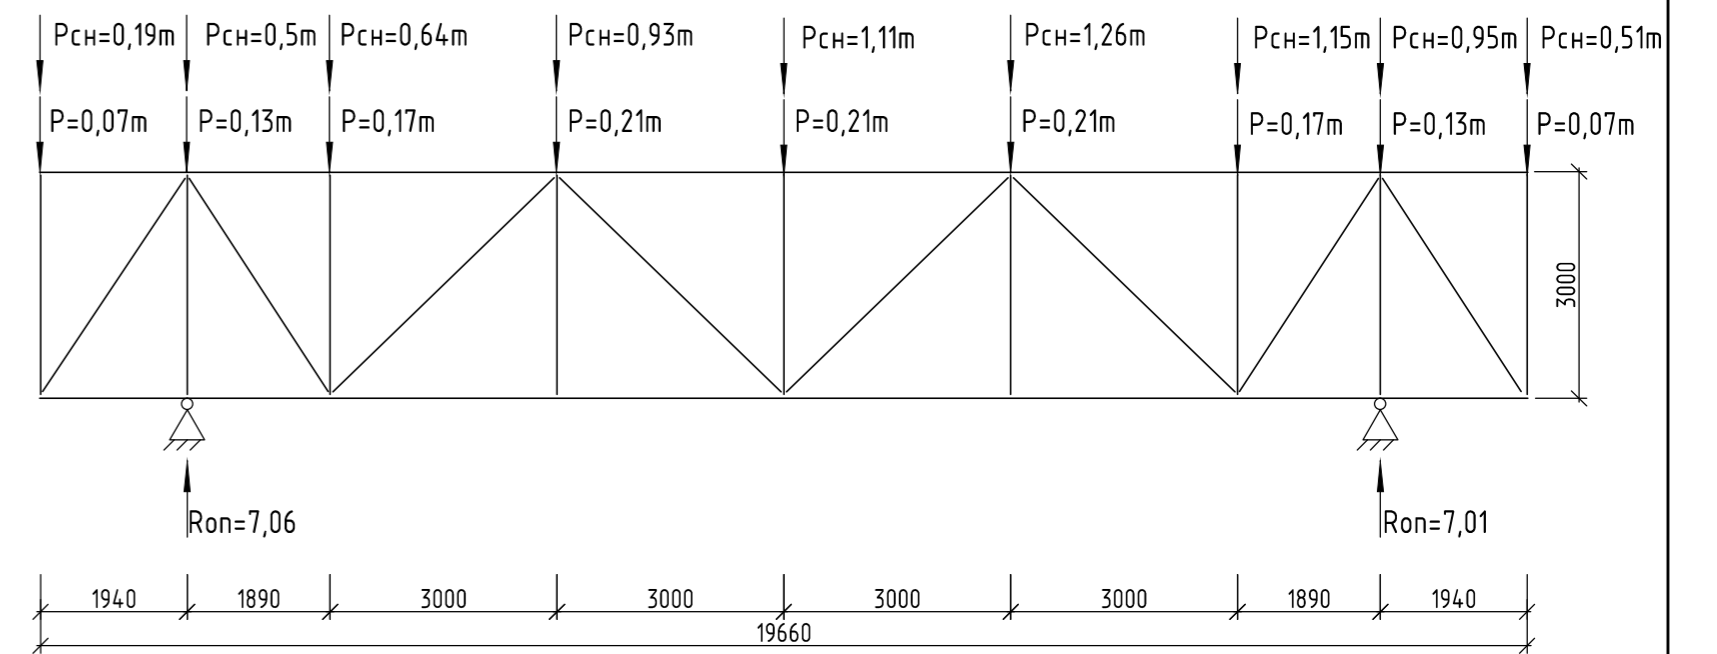 Pсн=0,19т Pсн=0,5т Pсн=0,64т Pсн=0,93т Pсн=1,11т Pсн=1,26т Pсн=1,15т Pсн=0,95т Pсн=0,51т
P=0,07т P=0,13т P=0,17т P=0,21т P=0,21т P=0,21т P=0,17т P=0,13т P=0,07т
3000
Rоп=7,06 Rоп=7,01
1940 1890 3000 3000 3000 3000 1890 1940
19660